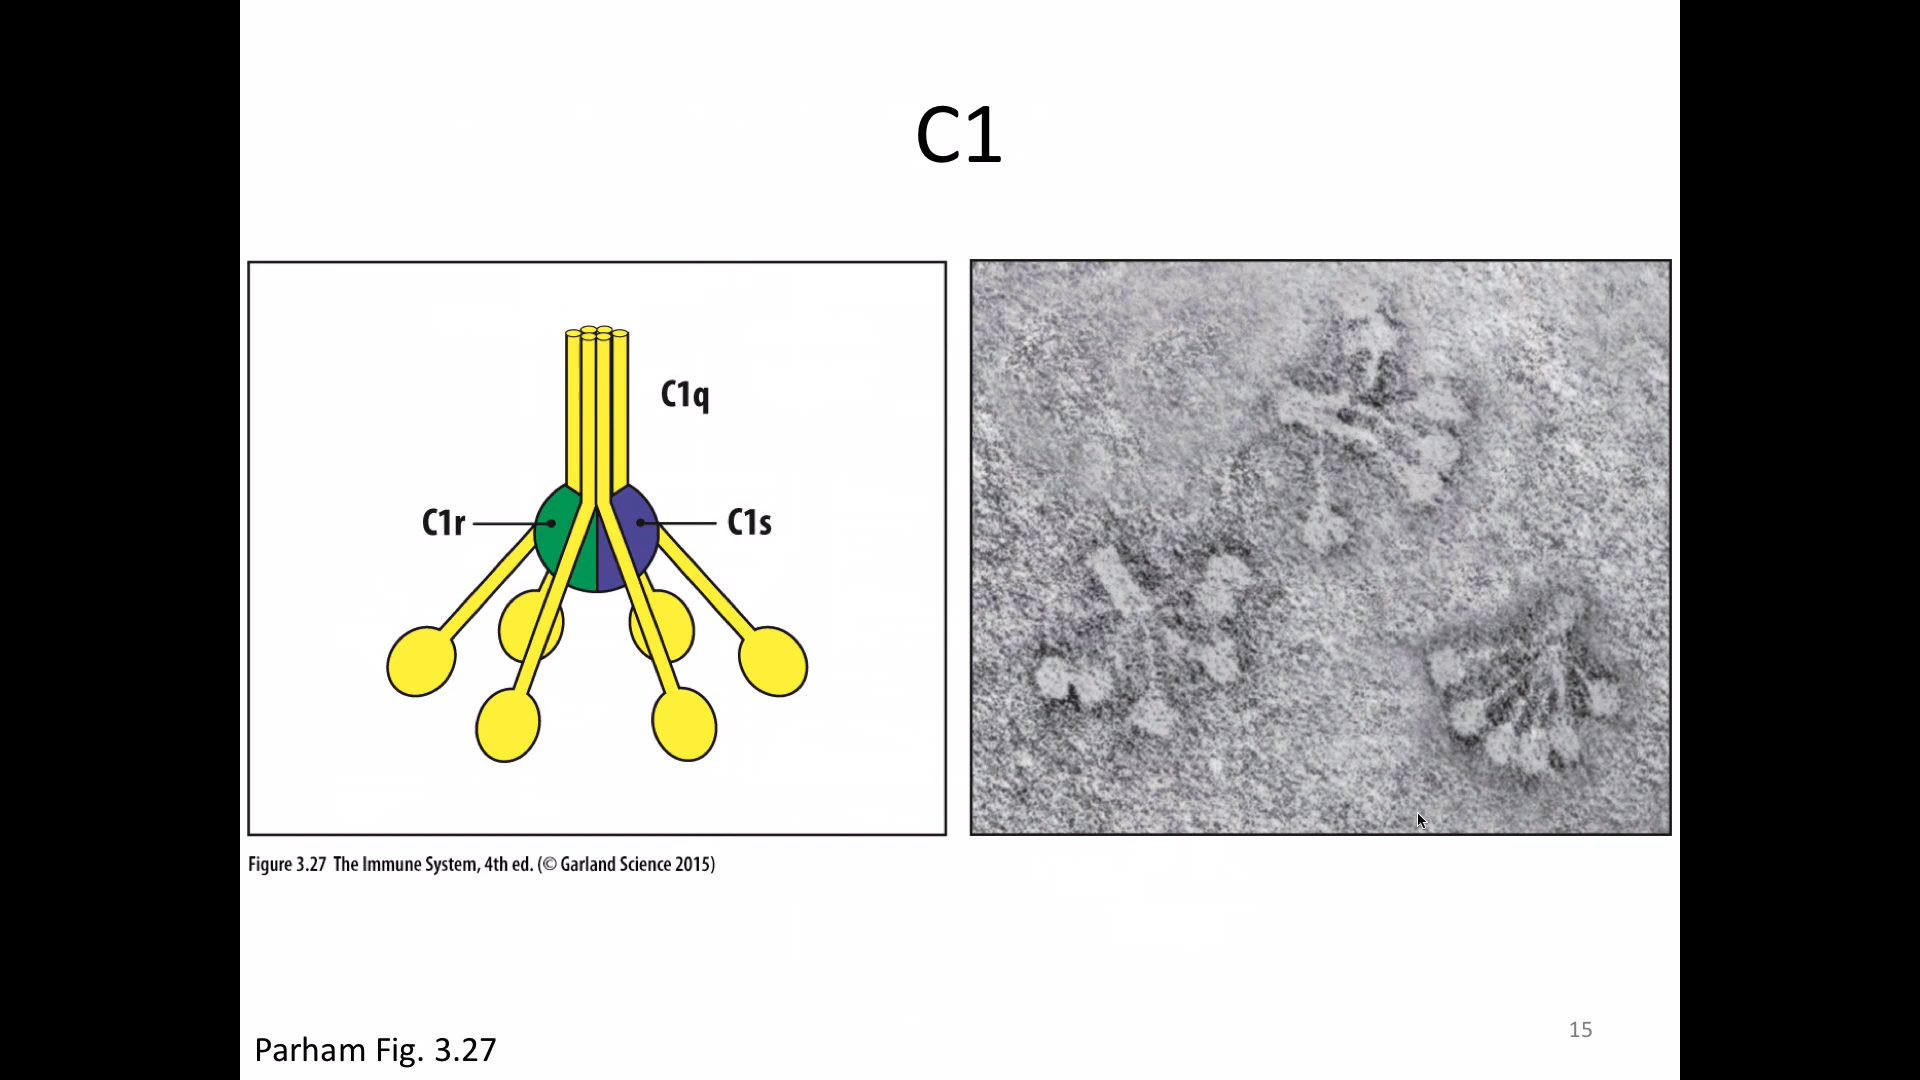 C1
C1q
C1r
C1s
Figure 3.27 The Immune System, 4th ed. (© Garland Science 2015)
15
Parham Fig. 3.27